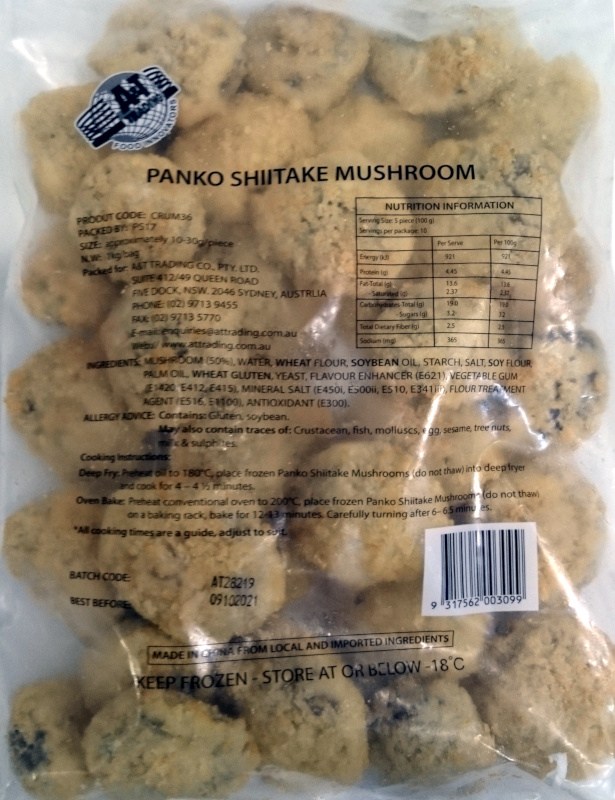 A&T
TRADING
FOOD INNOVATORS
PANKO SHIITAKE MUSHROOM
PRODUT CODE: CRUM36
PACKED BY: PS17
SIZE: approximately 10-30g/piece
N.W: 1kg/bag
Packed for: A&T TRADING CO., PTY. LTD.
SUITE 412/49 QUEEN ROAD
FIVE DOCK, NSW. 2046 SYDNEY, AUSTRLIA
PHONE: (02) 9713 9455
FAX: (02) 9713 5770
E-mail: enquiries@attrading.com.au
Web: www.attrading.com.au
NUTRITION INFORMATION
Serving Size: 5 piece (100 g)
Servings per package: 10
Per Serve Per 100g
Energy (kJ) 921 921
Protein (g) 4.45 4.45
Fat-Total (g) 13.6
-Saturated (g) 2.37
Carbohydrates-Total (g) 19.0
-Sugars (g) 3.2
Total Dietary Fiber (g) 2.5
Sodium (mg) 365
INGREDIENTS: MUSHROOM (50%), WATER, WHEAT FLOUR, SOYBEAN OIL, STARCH, SALT, SOY FLOUR,
PALM OIL, WHEAT GLUTEN, YEAST, FLAVOUR ENHANCER (E621), VEGETABLE GUM
(E1420, E412, E415), MINERAL SALT (E450i, E500ii, E510, E341iii), FLOUR TREATMENT
AGENT (E516, E1100), ANTIOXIDANT (E300).
ALLERGY ADVICE: Contains: Gluten, soybean.
May also contain traces of: Crustacean, fish, molluscs, egg, sesame, tree nuts,
milk & sulphites.
Cooking Instructions:
Deep Fry: Preheat oil to 180°C, place frozen Panko Shiitake Mushrooms (do not thaw) into deep fryer
and cook for 4 – 4 ½ minutes.
Oven Bake: Preheat conventional oven to 200°C, place frozen Panko Shiitake Mushrooms (do not thaw)
on a baking rack, bake for 12-13 minutes. Carefully turning after 6- 6.5 minutes.
*All cooking times are a guide, adjust to suit.
BATCH CODE: AT28219
BEST BEFORE: 09102021
9 317562 003099
MADE IN CHINA FROM LOCAL AND IMPORTED INGREDIENTS
KEEP FROZEN - STORE AT OR BELOW -18°C